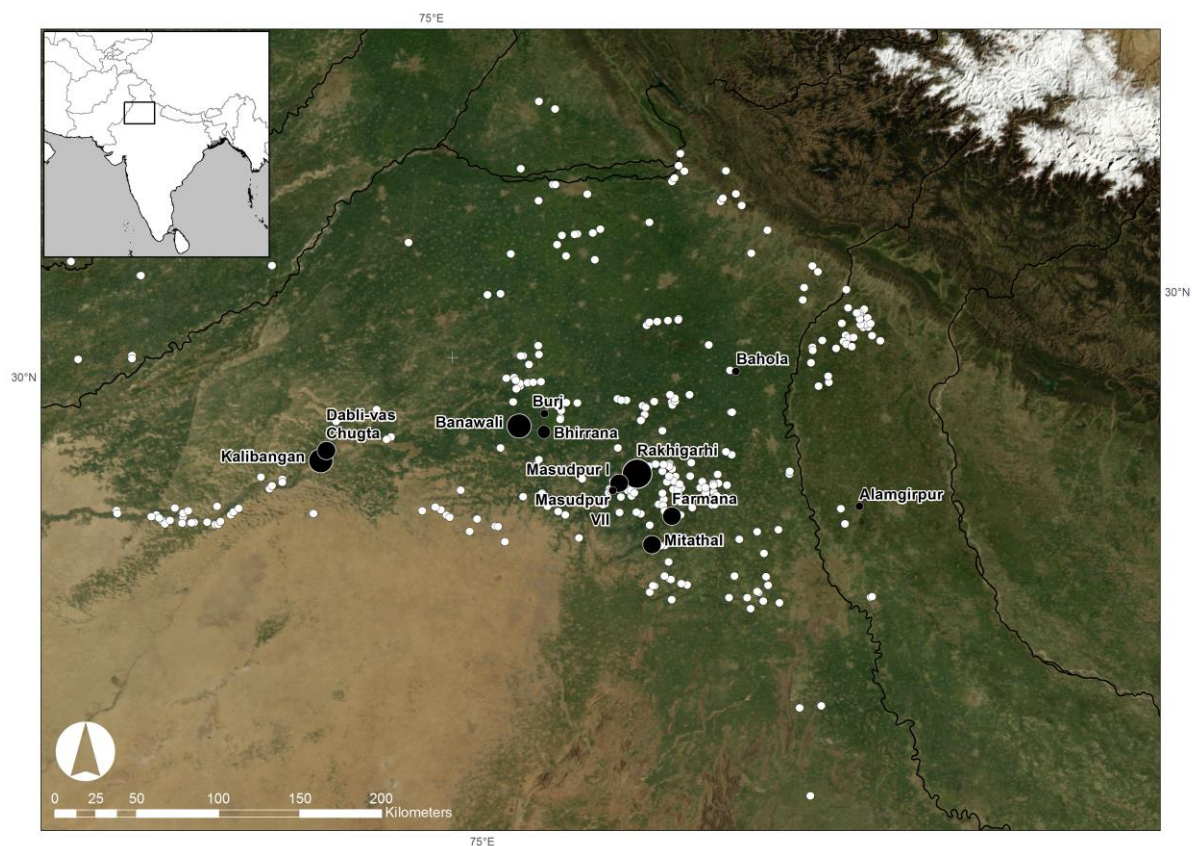 75°E
30°N
30°N
Bahola
Burj
Banawali
Bhirrana
Dabli-vas
Chugta
Kalibangan
Rakhigarhi
Masudpur I
Masudpur
VII
Farmana
Alamgirpur
Mitathal
0 25 50 100 150 200
Kilometers
75°E